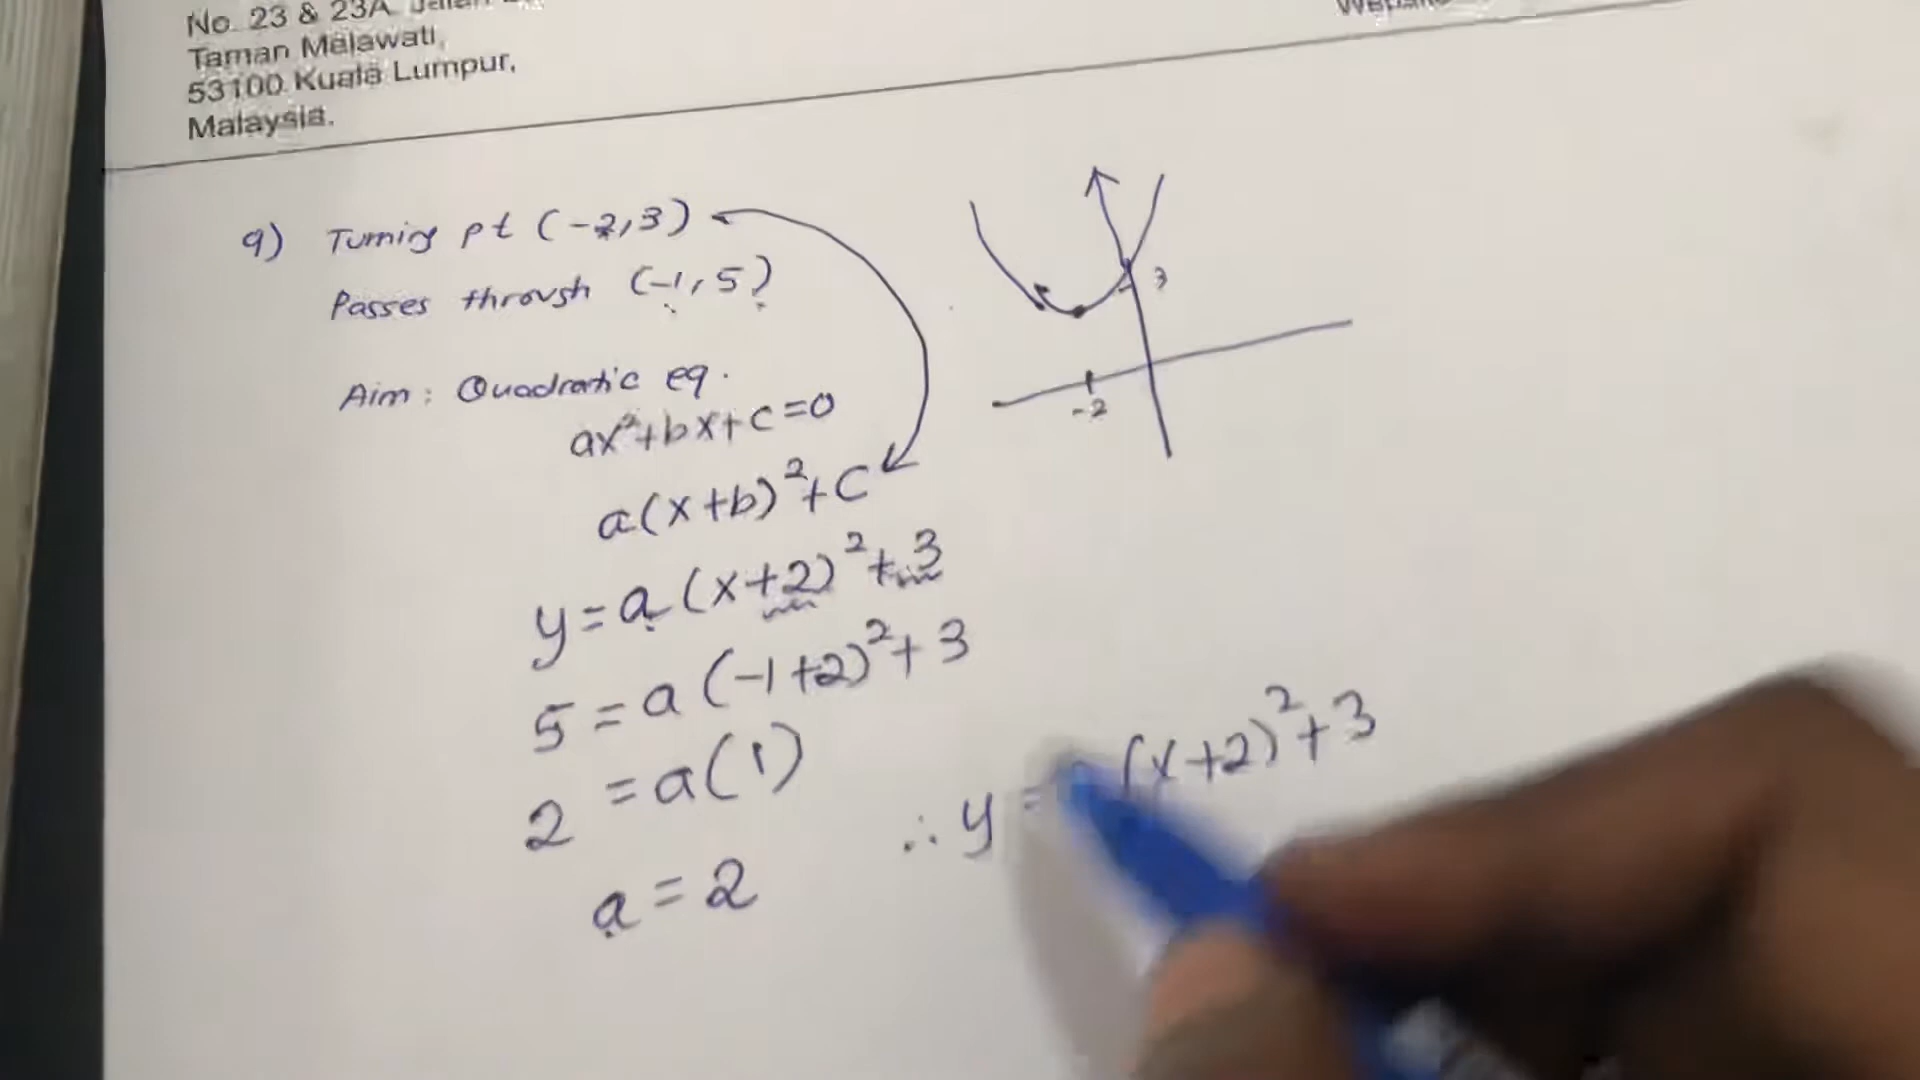 No. 23 & 23A. Jalan
Taman Melawati,
53100 Kuala Lumpur,
Malaysia.
9) Turning pt (-2,3)
Passes through (-1,5)
Aim: Quadratic eq.
ax²+bx+c=0
a(x+b)²+c
y=a(x+2)²+3
5=a(-1+2)²+3
2 =a(1)
a=2
∴ y = (x+2)²+3
3
-2